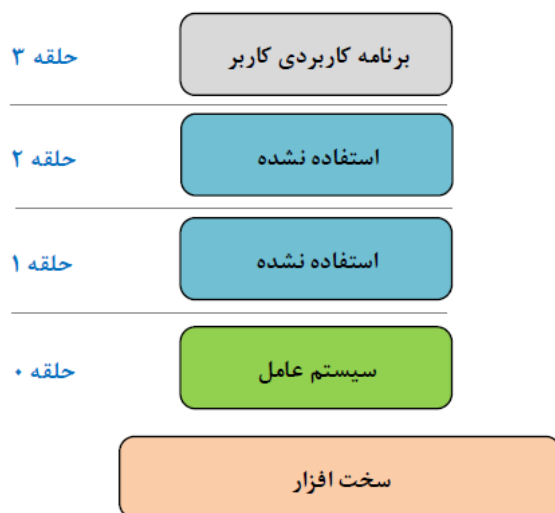 برنامه کاربردی کاربر
حلقه ۳
استفاده نشده
حلقه ۲
استفاده نشده
حلقه ۱
سیستم عامل
حلقه ۰
سخت افزار